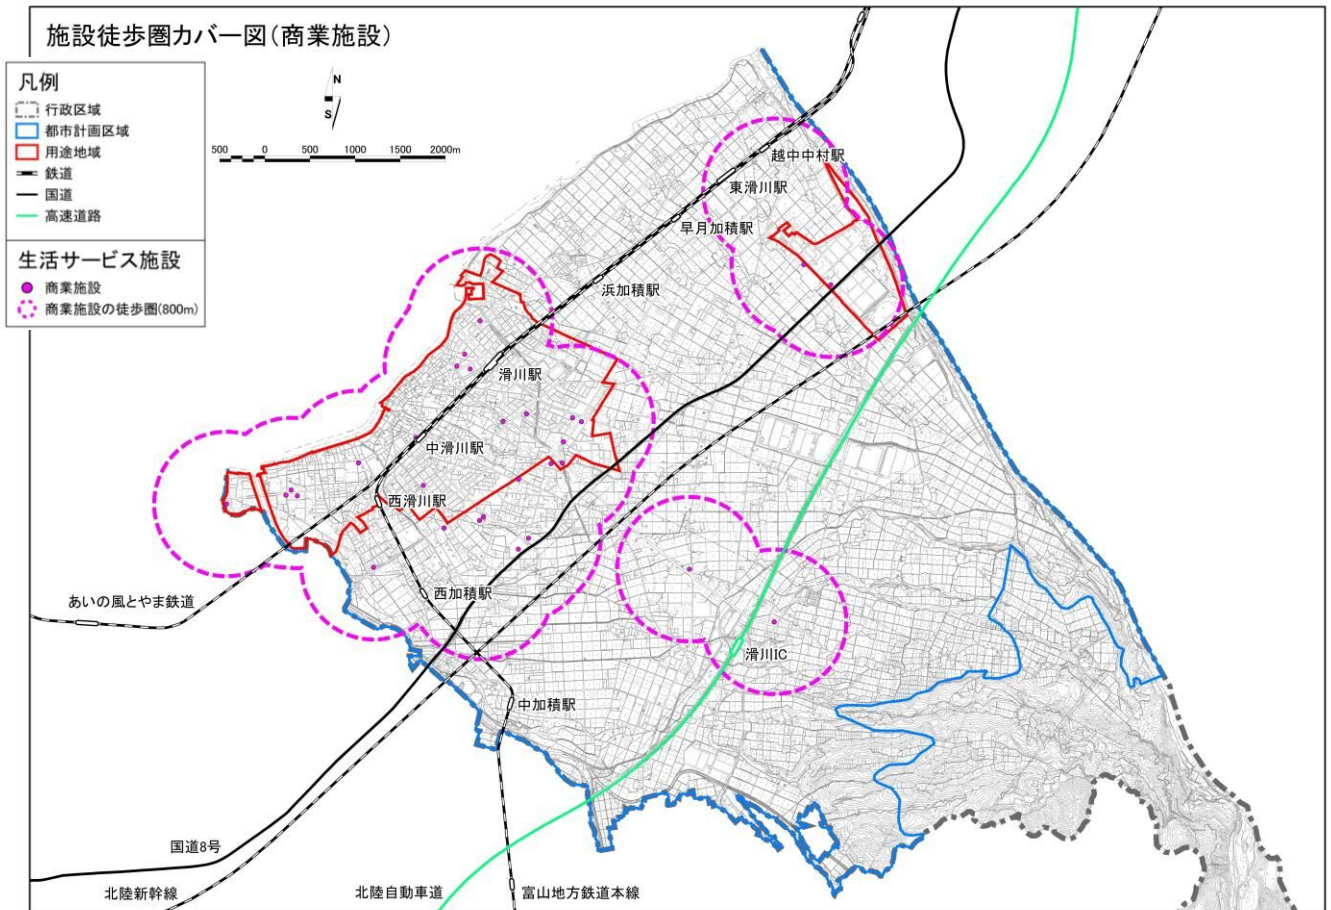 施設徒歩圏カバー図(商業施設)
凡例
行政区域
都市計画区域
用途地域
鉄道
国道
高速道路
生活サービス施設
商業施設
商業施設の徒歩圏(800m)
N
S
500 0 500 1000 1500 2000m
越中中村駅
東滑川駅
早月加積駅
浜加積駅
滑川駅
中滑川駅
西滑川駅
西加積駅
あいの風とやま鉄道
滑川IC
中加積駅
国道8号
北陸新幹線
北陸自動車道
富山地方鉄道本線